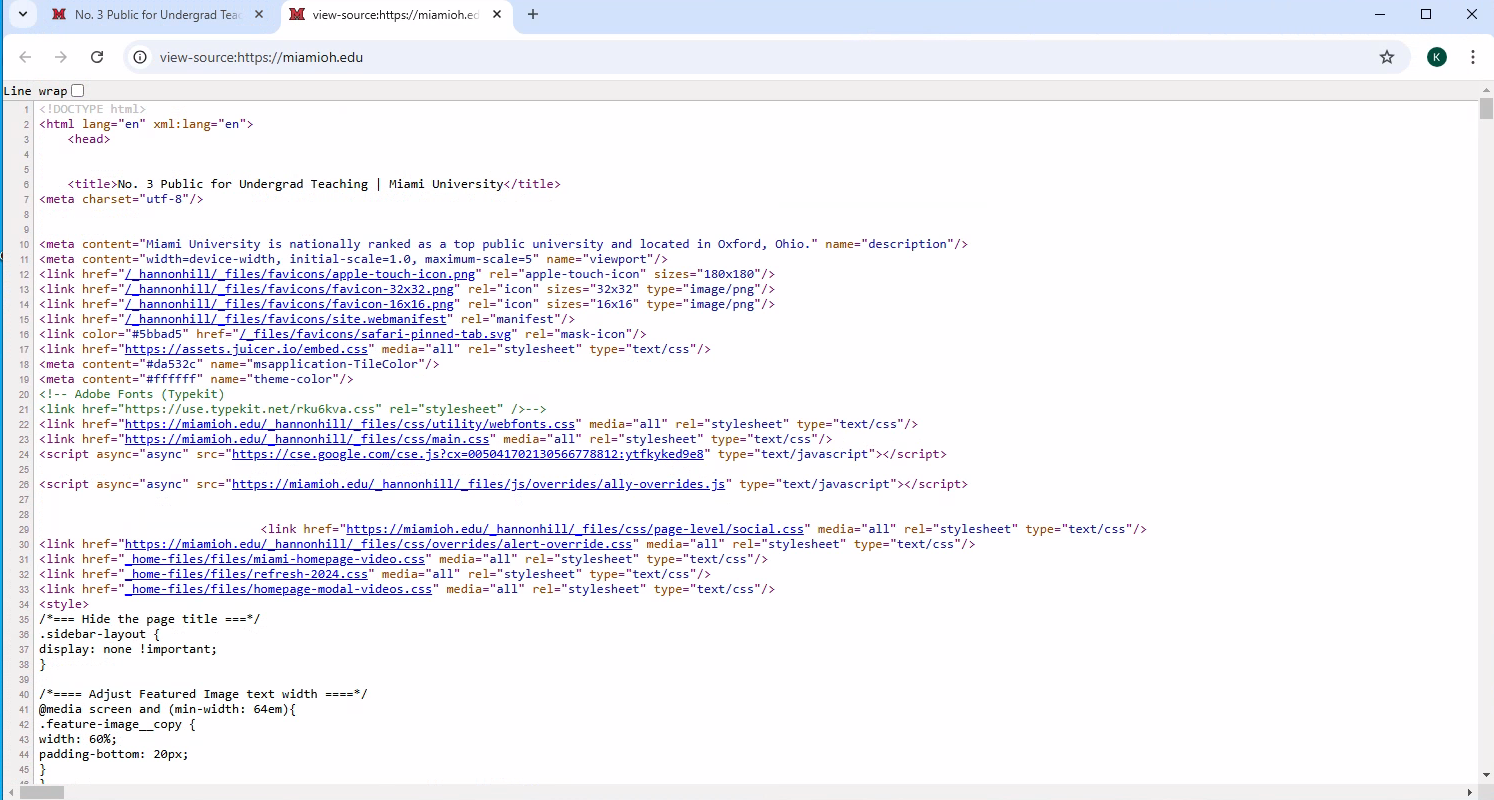 No. 3 Public for Undergrad Tea
view-source:https://miamioh.ed
view-source:https://miamioh.edu
K
Line wrap
1 <!DOCTYPE html>
2 <html lang="en" xml:lang="en">
3 <head>
4
5
6 <title>No. 3 Public for Undergrad Teaching | Miami University</title>
7 <meta charset="utf-8"/>
8
9
10 <meta content="Miami University is nationally ranked as a top public university and located in Oxford, Ohio." name="description"/>
11 <meta content="width=device-width, initial-scale=1.0, maximum-scale=5" name="viewport"/>
12 <link href="/_hannonhill/_files/favicons/apple-touch-icon.png" rel="apple-touch-icon" sizes="180x180"/>
13 <link href="/_hannonhill/_files/favicons/favicon-32x32.png" rel="icon" sizes="32x32" type="image/png"/>
14 <link href="/_hannonhill/_files/favicons/favicon-16x16.png" rel="icon" sizes="16x16" type="image/png"/>
15 <link href="/_hannonhill/_files/favicons/site.webmanifest" rel="manifest"/>
16 <link color="#5bbad5" href="/_files/favicons/safari-pinned-tab.svg" rel="mask-icon"/>
17 <link href="https://assets.juicer.io/embed.css" media="all" rel="stylesheet" type="text/css"/>
18 <meta content="#da532c" name="msapplication-TileColor"/>
19 <meta content="#ffffff" name="theme-color"/>
20 <!-- Adobe Fonts (Typekit)
21 <link href="https://use.typekit.net/rku6kva.css" rel="stylesheet" />-->
22 <link href="https://miamioh.edu/_hannonhill/_files/css/utility/webfonts.css" media="all" rel="stylesheet" type="text/css"/>
23 <link href="https://miamioh.edu/_hannonhill/_files/css/main.css" media="all" rel="stylesheet" type="text/css"/>
24 <script async="async" src="https://cse.google.com/cse.js?cx=005041702130566778812:ytfkyked9e8" type="text/javascript"></script>
25
26 <script async="async" src="https://miamioh.edu/_hannonhill/_files/js/overrides/ally-overrides.js" type="text/javascript"></script>
27
28
29 <link href="https://miamioh.edu/_hannonhill/_files/css/page-level/social.css" media="all" rel="stylesheet" type="text/css"/>
30 <link href="https://miamioh.edu/_hannonhill/_files/css/overrides/alert-override.css" media="all" rel="stylesheet" type="text/css"/>
31 <link href="_home-files/files/miami-homepage-video.css" media="all" rel="stylesheet" type="text/css"/>
32 <link href="_home-files/files/refresh-2024.css" media="all" rel="stylesheet" type="text/css"/>
33 <link href="_home-files/files/homepage-modal-videos.css" media="all" rel="stylesheet" type="text/css"/>
34 <style>
35 /*=== Hide the page title ===*/
36 .sidebar-layout {
37 display: none !important;
38 }
39
40 /*==== Adjust Featured Image text width ====*/
41 @media screen and (min-width: 64em){
42 .feature-image__copy {
43 width: 60%;
44 padding-bottom: 20px;
45 }